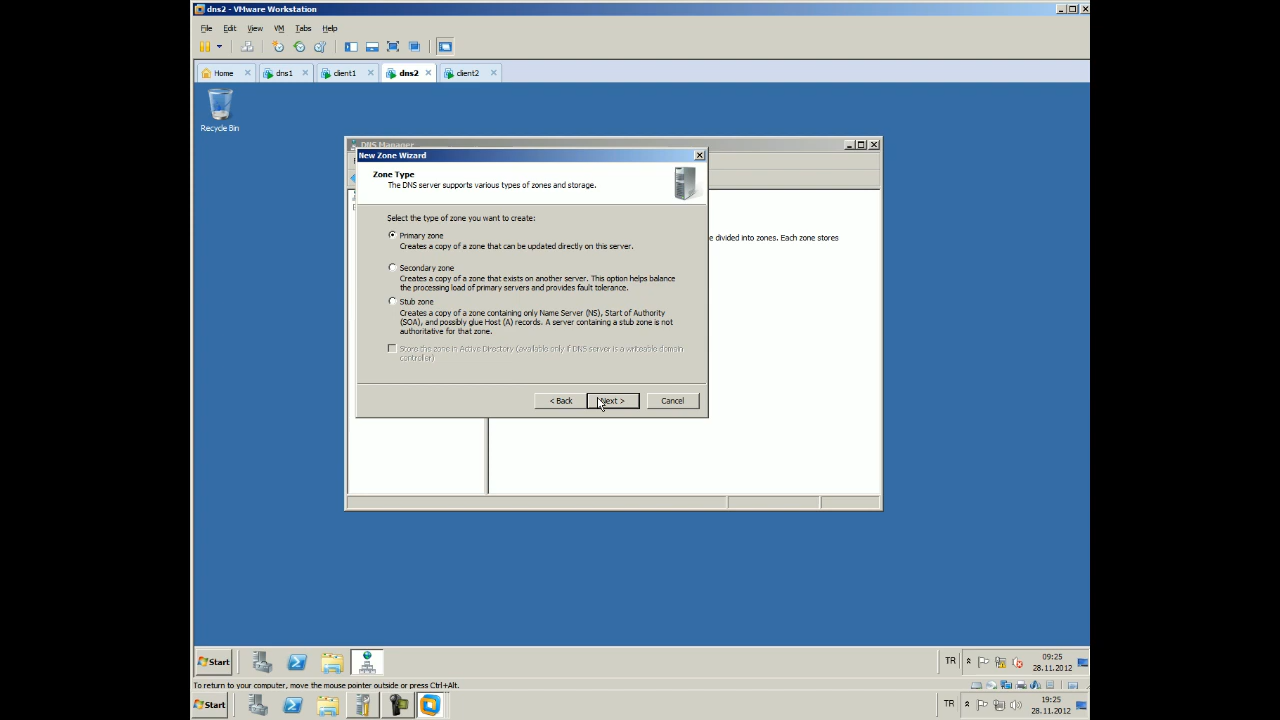 dns2 - VMware Workstation
File Edit View VM Tabs Help
Home dns1 client1 dns2 client2
Recycle Bin
DNS Manager
New Zone Wizard
Zone Type
The DNS server supports various types of zones and storage.
Select the type of zone you want to create:
Primary zone
Creates a copy of a zone that can be updated directly on this server.
e divided into zones. Each zone stores
Secondary zone
Creates a copy of a zone that exists on another server. This option helps balance
the processing load of primary servers and provides fault tolerance.
Stub zone
Creates a copy of a zone containing only Name Server (NS), Start of Authority
(SOA), and possibly glue Host (A) records. A server containing a stub zone is not
authoritative for that zone.
Store the zone in Active Directory (available only if DNS server is a writeable domain
controller)
< Back Next > Cancel
Start TR 09:25
28.11.2012
To return to your computer, move the mouse pointer outside or press Ctrl+Alt.
Start TR 19:25
28.11.2012